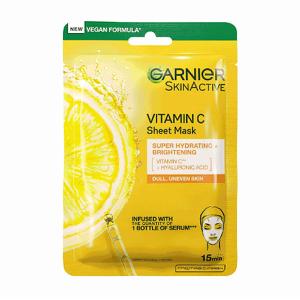 NEW VEGAN FORMULA*
GARNIER
SKINACTIVE
VITAMIN C
Sheet Mask
SUPER HYDRATING +
BRIGHTENING
VITAMIN C**
+ HYALURONIC ACID
DULL, UNEVEN SKIN
INFUSED WITH
THE QUANTITY OF
1 BOTTLE OF SERUM***
15min